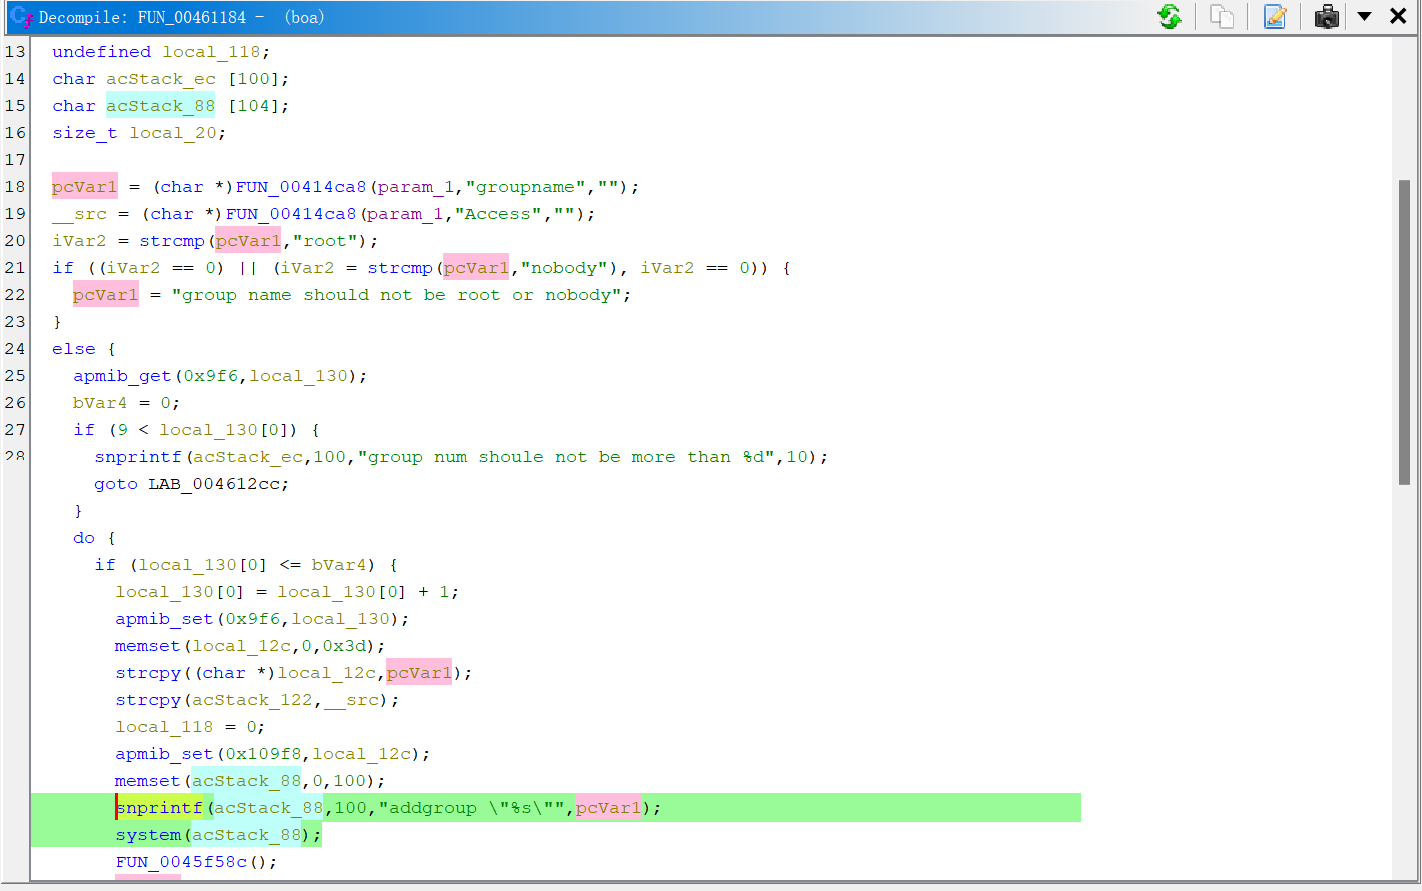 Decompile: FUN_00461184 - (boa)
13 undefined local_118;
14 char acStack_ec [100];
15 char acStack_88 [104];
16 size_t local_20;
17
18 pcVar1 = (char *)FUN_00414ca8(param_1,"groupname","");
19 __src = (char *)FUN_00414ca8(param_1,"Access","");
20 iVar2 = strcmp(pcVar1,"root");
21 if ((iVar2 == 0) || (iVar2 = strcmp(pcVar1,"nobody"), iVar2 == 0)) {
22 pcVar1 = "group name should not be root or nobody";
23 }
24 else {
25 apmib_get(0x9f6,local_130);
26 bVar4 = 0;
27 if (9 < local_130[0]) {
28 snprintf(acStack_ec,100,"group num shoule not be more than %d",10);
goto LAB_004612cc;
}
do {
if (local_130[0] <= bVar4) {
local_130[0] = local_130[0] + 1;
apmib_set(0x9f6,local_130);
memset(local_12c,0,0x3d);
strcpy((char *)local_12c,pcVar1);
strcpy(acStack_122,__src);
local_118 = 0;
apmib_set(0x109f8,local_12c);
memset(acStack_88,0,100);
snprintf(acStack_88,100,"addgroup \"%s\"",pcVar1);
system(acStack_88);
FUN_0045f58c();